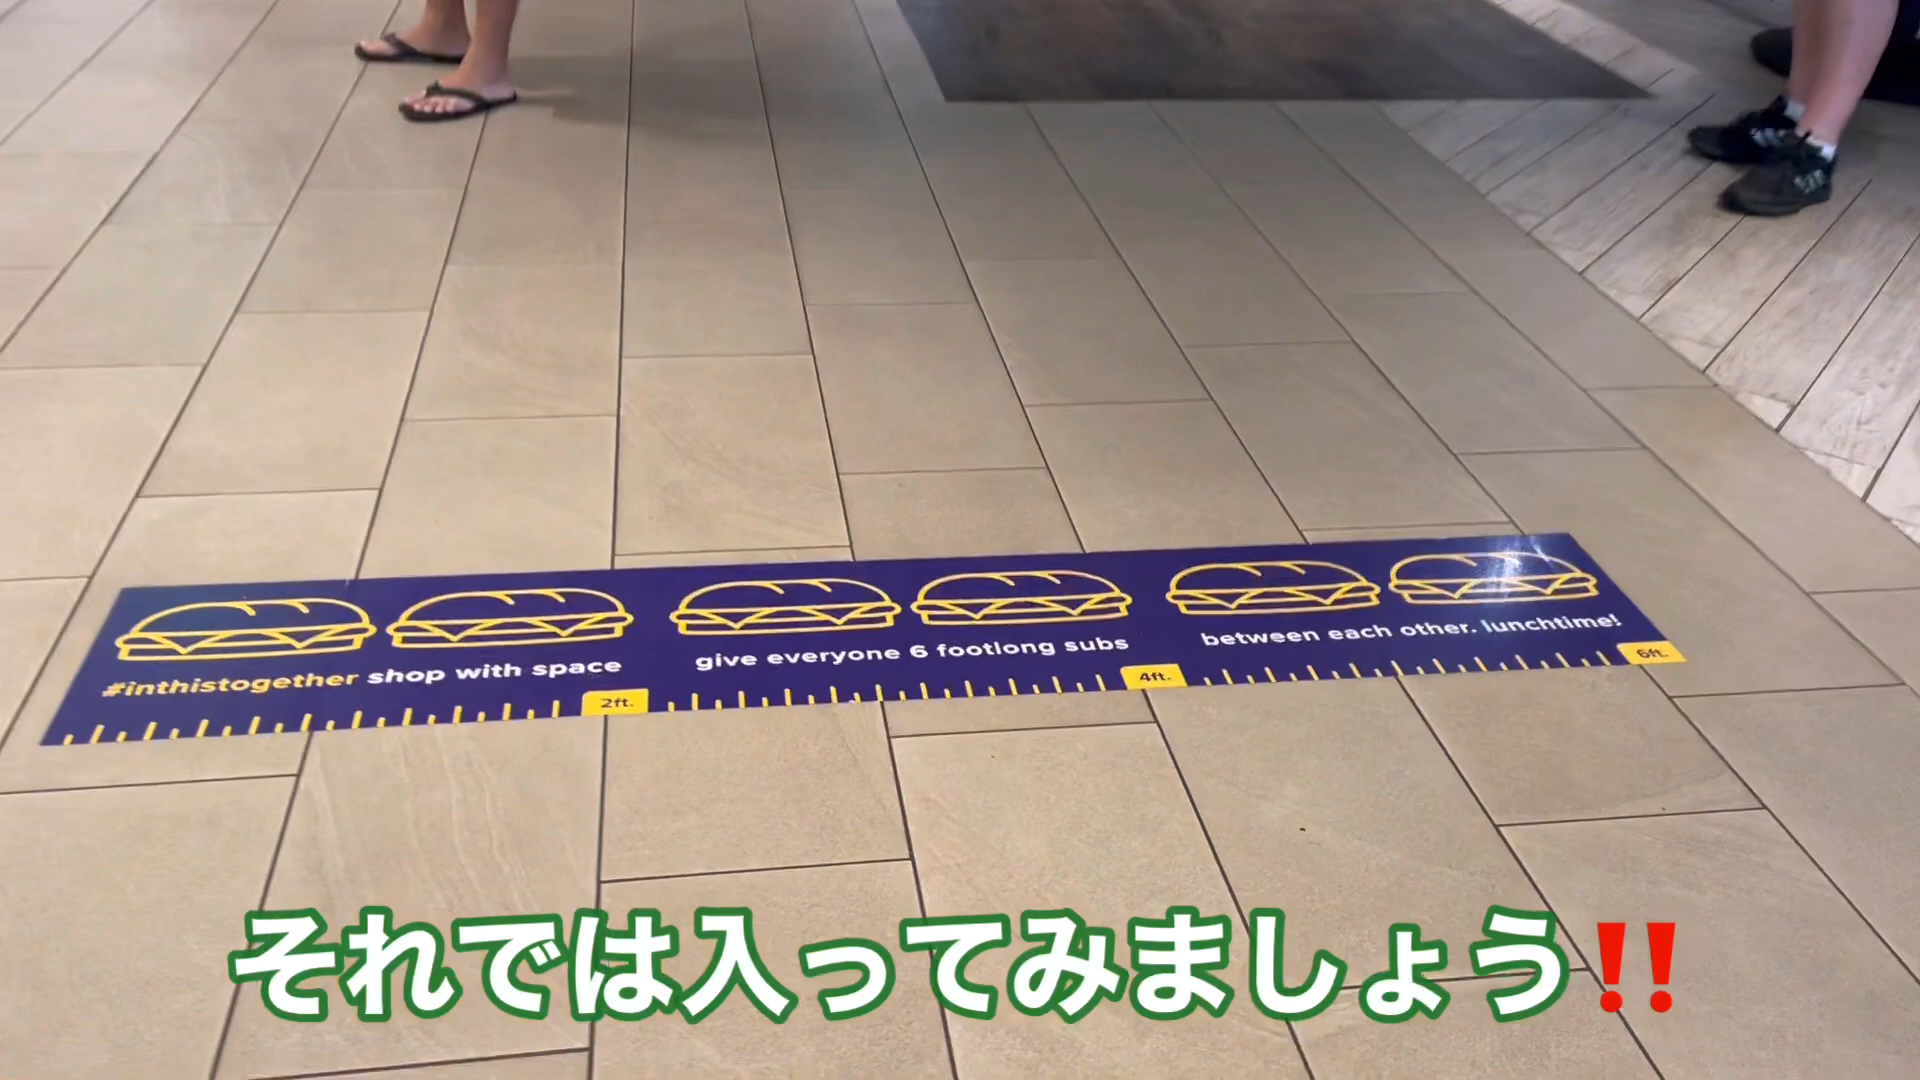 #inthistogether shop with space
give everyone 6 footlong subs
between each other. lunchtime!
2ft.
4ft.
6ft.
それでは入ってみましょう‼️